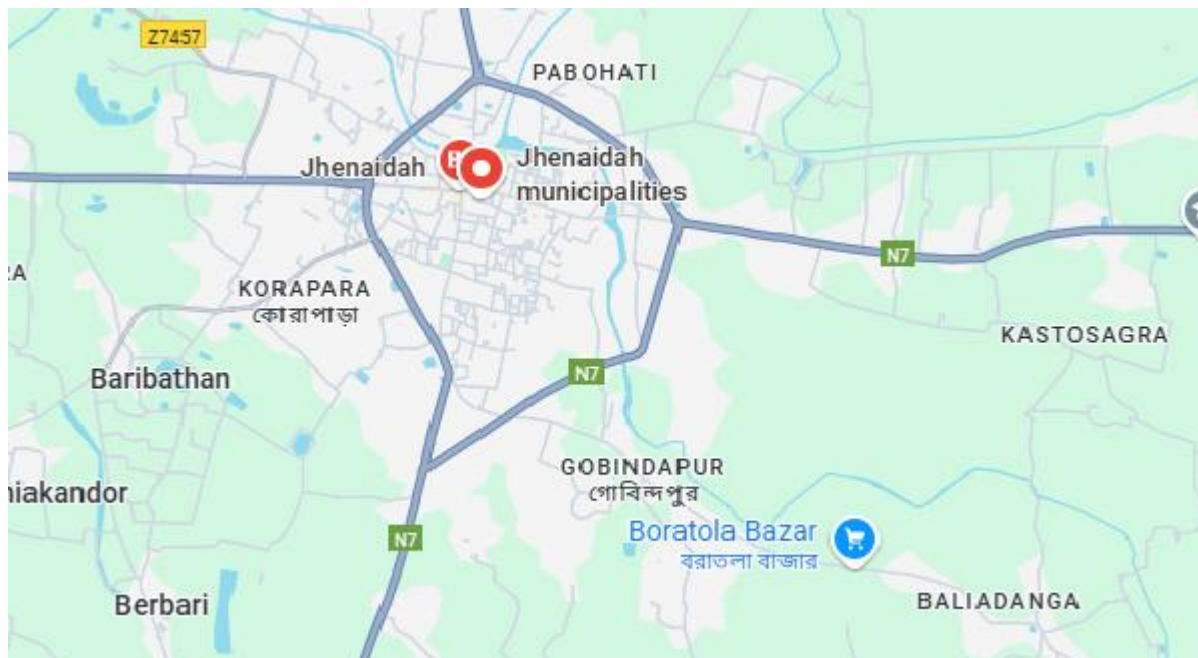 Z7457
PABOHATI
Jhenaidah
Jhenaidah
municipalities
N7
KORAPARA
কোরাপাড়া
KASTOSAGRA
N7
Baribathan
GOBINDAPUR
গোবিন্দপুর
niakandor
Boratola Bazar
বরাতলা বাজার
N7
Berbari
BALIADANGA